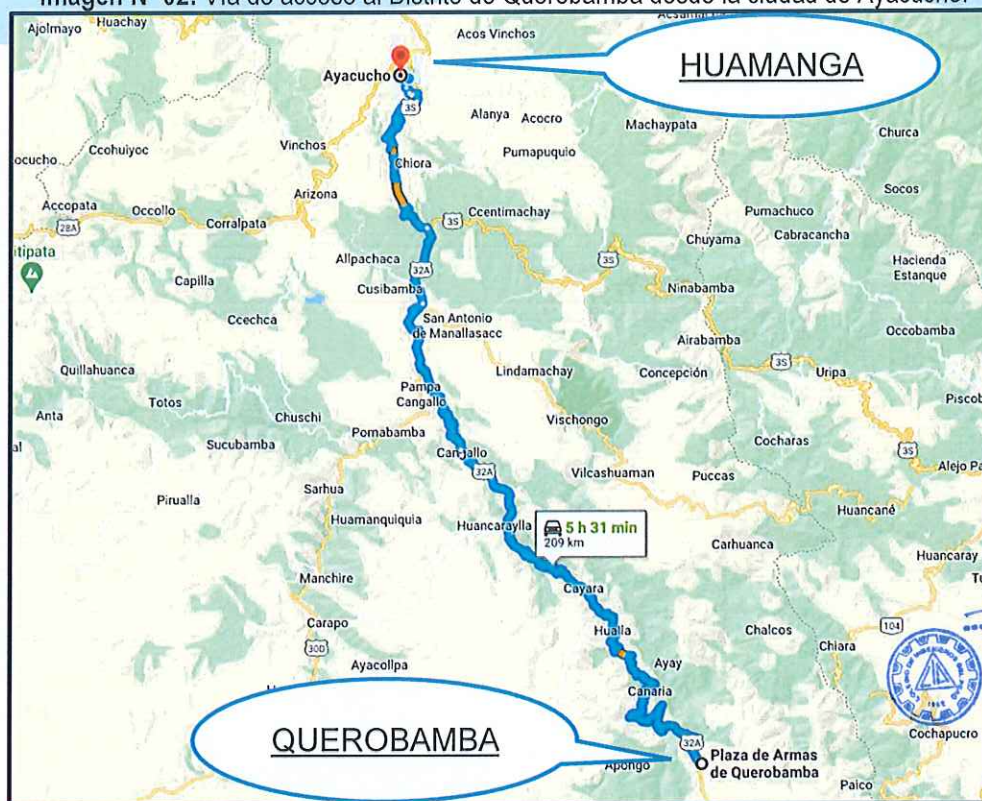 Imagen N° 02: Vía de acceso al Distrito de Querobamba desde la ciudad de Ayacucho.
Ajolmayo
Huachay
Acos Vinchos
HUAMANGA
Ayacucho
3S
Alanya
Acocro
Machaypata
Churca
Ccohuiyoc
Vinchos
Chiora
Pumapuquio
Socos
Accopata
Occollo
Arizona
Corralpata
Ccentimachay
3S
Pumachuco
28A
Chuyama
Cabracancha
Allpachaca
32A
3S
Hacienda
Estanque
Capilla
Cusibamba
Ninabamba
Ccechca
San Antonio
de Manallasacc
Occobamba
Airabamba
3S
Quillahuanca
Lindamachay
Concepción
Uripa
Pampa
Cangallo
Totos
Anta
Chuschi
Vischongo
Pomabamba
Cocharas
Sucubamba
Cangallo
32A
3S
Vilcashuaman
Puccas
Alejo
Pirualla
Sarhua
Huamanquiquia
Huancaraylla
Huancané
5 h 31 min
209 km
Carhuanca
Huancaray
Manchire
Cayara
Carapo
Hualla
Chalcos
104
30D
Ayacollpa
Ayay
Chiara
Canaria
1962
QUEROBAMBA
32A
Cochapucro
Plaza de Armas
de Querobamba
Apongo
Paico